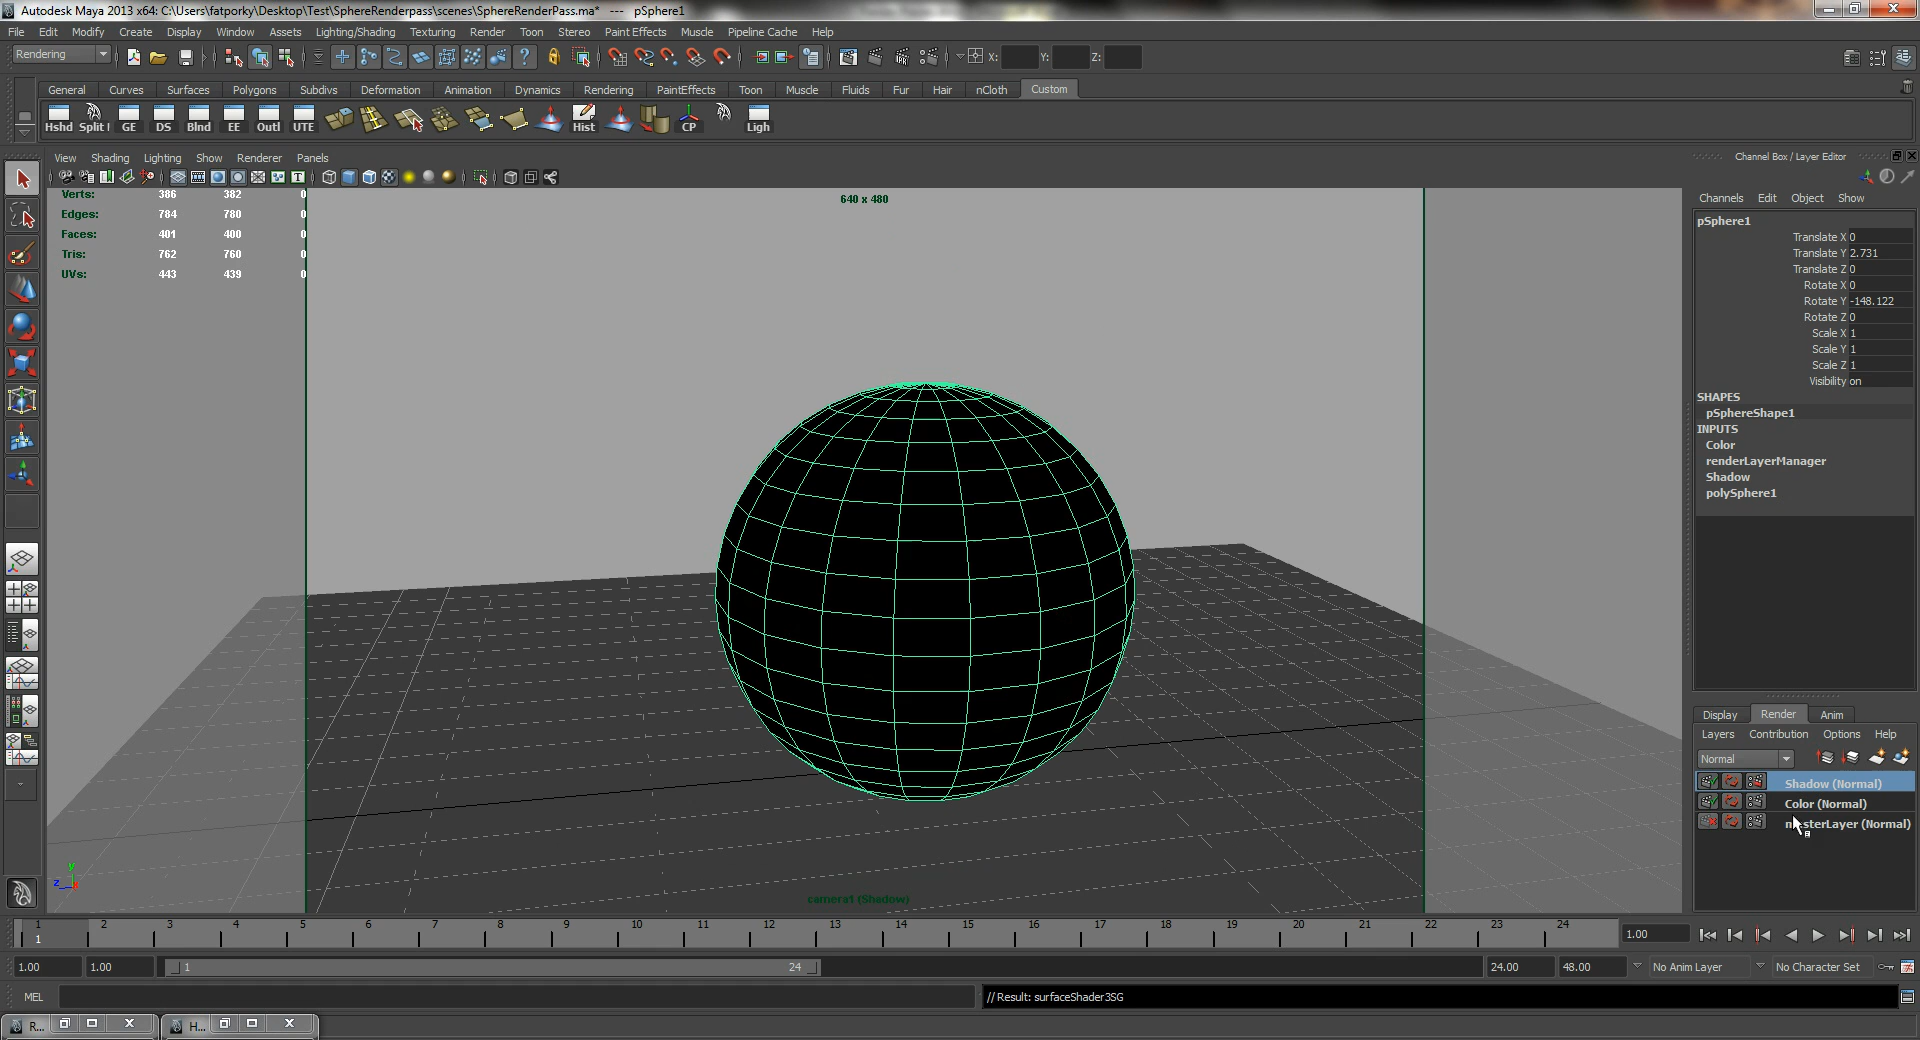 Autodesk Maya 2013 x64: C:\Users\fatporky\Desktop\Test\SphereRenderpass\scenes\SphereRenderPass.ma* --- pSphere1
File Edit Modify Create Display Window Assets Lighting/Shading Texturing Render Toon Stereo Paint Effects Muscle Pipeline Cache Help
Rendering X: Y: Z:
General Curves Surfaces Polygons Subdivs Deformation Animation Dynamics Rendering PaintEffects Toon Muscle Fluids Fur Hair nCloth Custom
Hshd Split GE DS Blnd EE Outl UTE Hist CP Ligh
View Shading Lighting Show Renderer Panels
Channel Box / Layer Editor
Channels Edit Object Show
Verts: 386 382 0
Edges: 784 780 0
Faces: 401 400 0
Tris: 762 760 0
UVs: 443 439 0
640 x 480
pSphere1
Translate X 0
Translate Y 2.731
Translate Z 0
Rotate X 0
Rotate Y -148.122
Rotate Z 0
Scale X 1
Scale Y 1
Scale Z 1
Visibility on
SHAPES
pSphereShape1
INPUTS
Color
renderLayerManager
Shadow
polySphere1
Display Render Anim
Layers Contribution Options Help
Normal
Shadow (Normal)
Color (Normal)
masterLayer (Normal)
y
z x
camera1 (Shadow)
1 2 3 4 5 6 7 8 9 10 11 12 13 14 15 16 17 18 19 20 21 22 23 24
1 1.00
1.00 1.00 1 24 24.00 48.00 No Anim Layer No Character Set
MEL // Result: surfaceShader3SG
R... H...